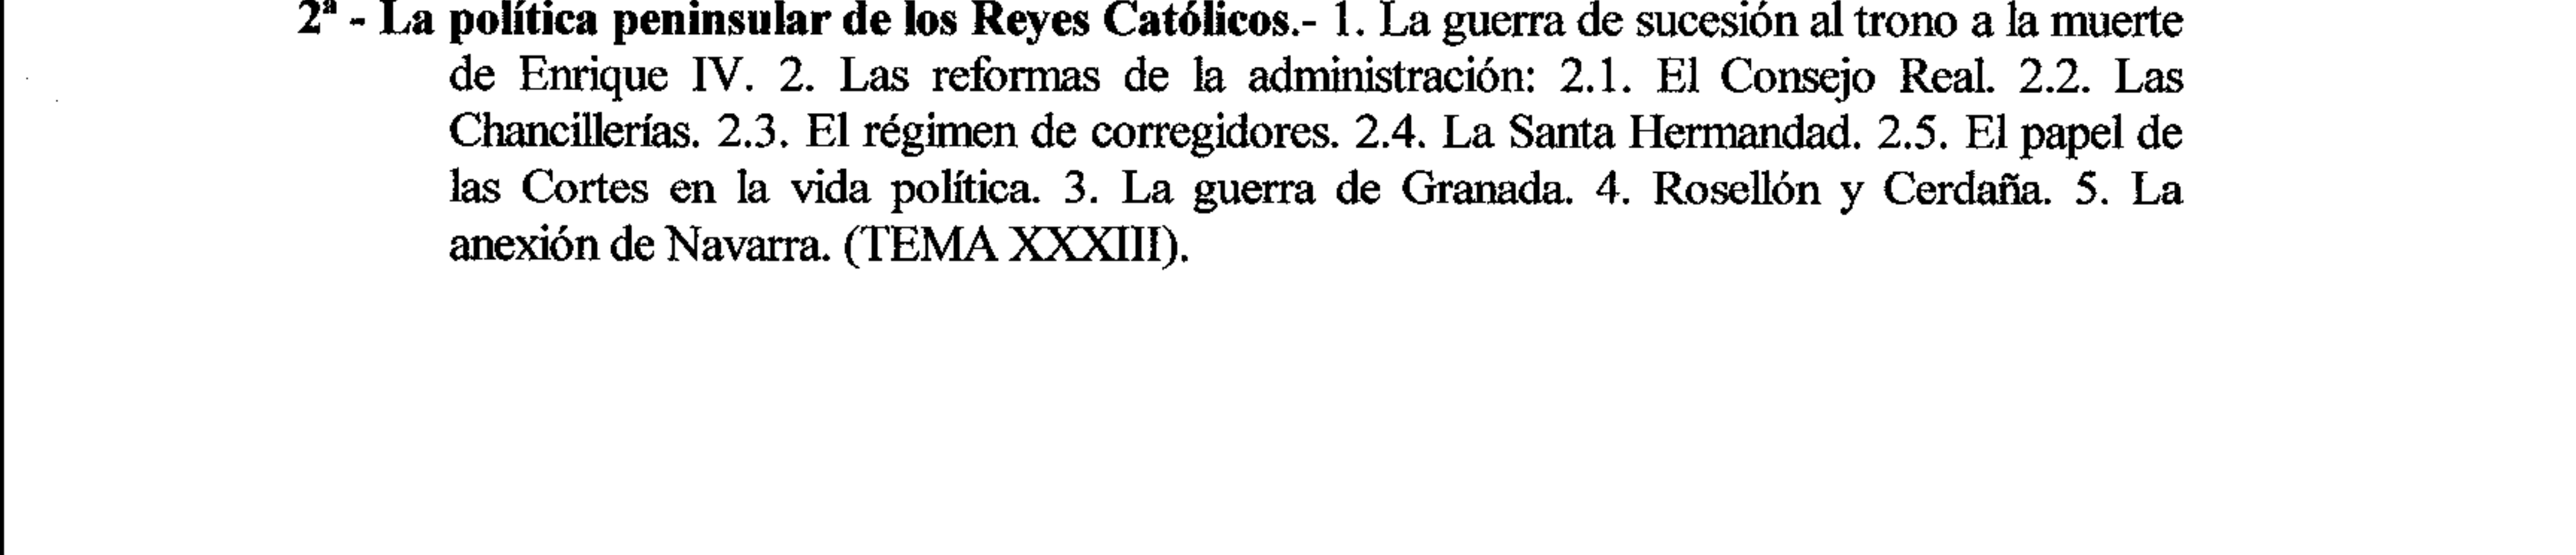 2ª - La política peninsular de los Reyes Católicos.- 1. La guerra de sucesión al trono a la muerte
de Enrique IV. 2. Las reformas de la administración: 2.1. El Consejo Real. 2.2. Las
Chancillerías. 2.3. El régimen de corregidores. 2.4. La Santa Hermandad. 2.5. El papel de
las Cortes en la vida política. 3. La guerra de Granada. 4. Rosellón y Cerdaña. 5. La
anexión de Navarra. (TEMA XXXIII).